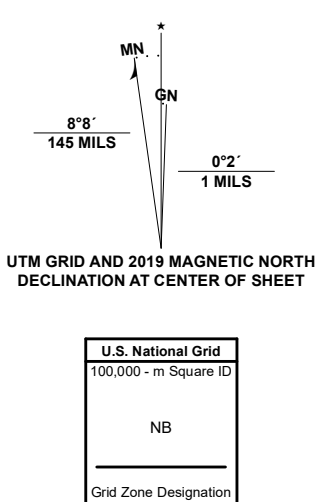 ★
MN
GN
8°8´
145 MILS
0°2´
1 MILS
UTM GRID AND 2019 MAGNETIC NORTH
DECLINATION AT CENTER OF SHEET
U.S. National Grid
100,000 - m Square ID
NB
Grid Zone Designation